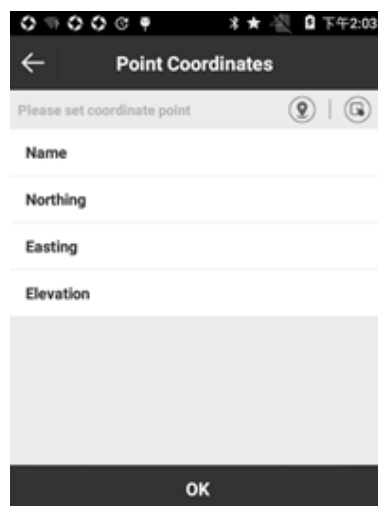 下午2:03
Point Coordinates
Please set coordinate point
Name
Northing
Easting
Elevation
OK